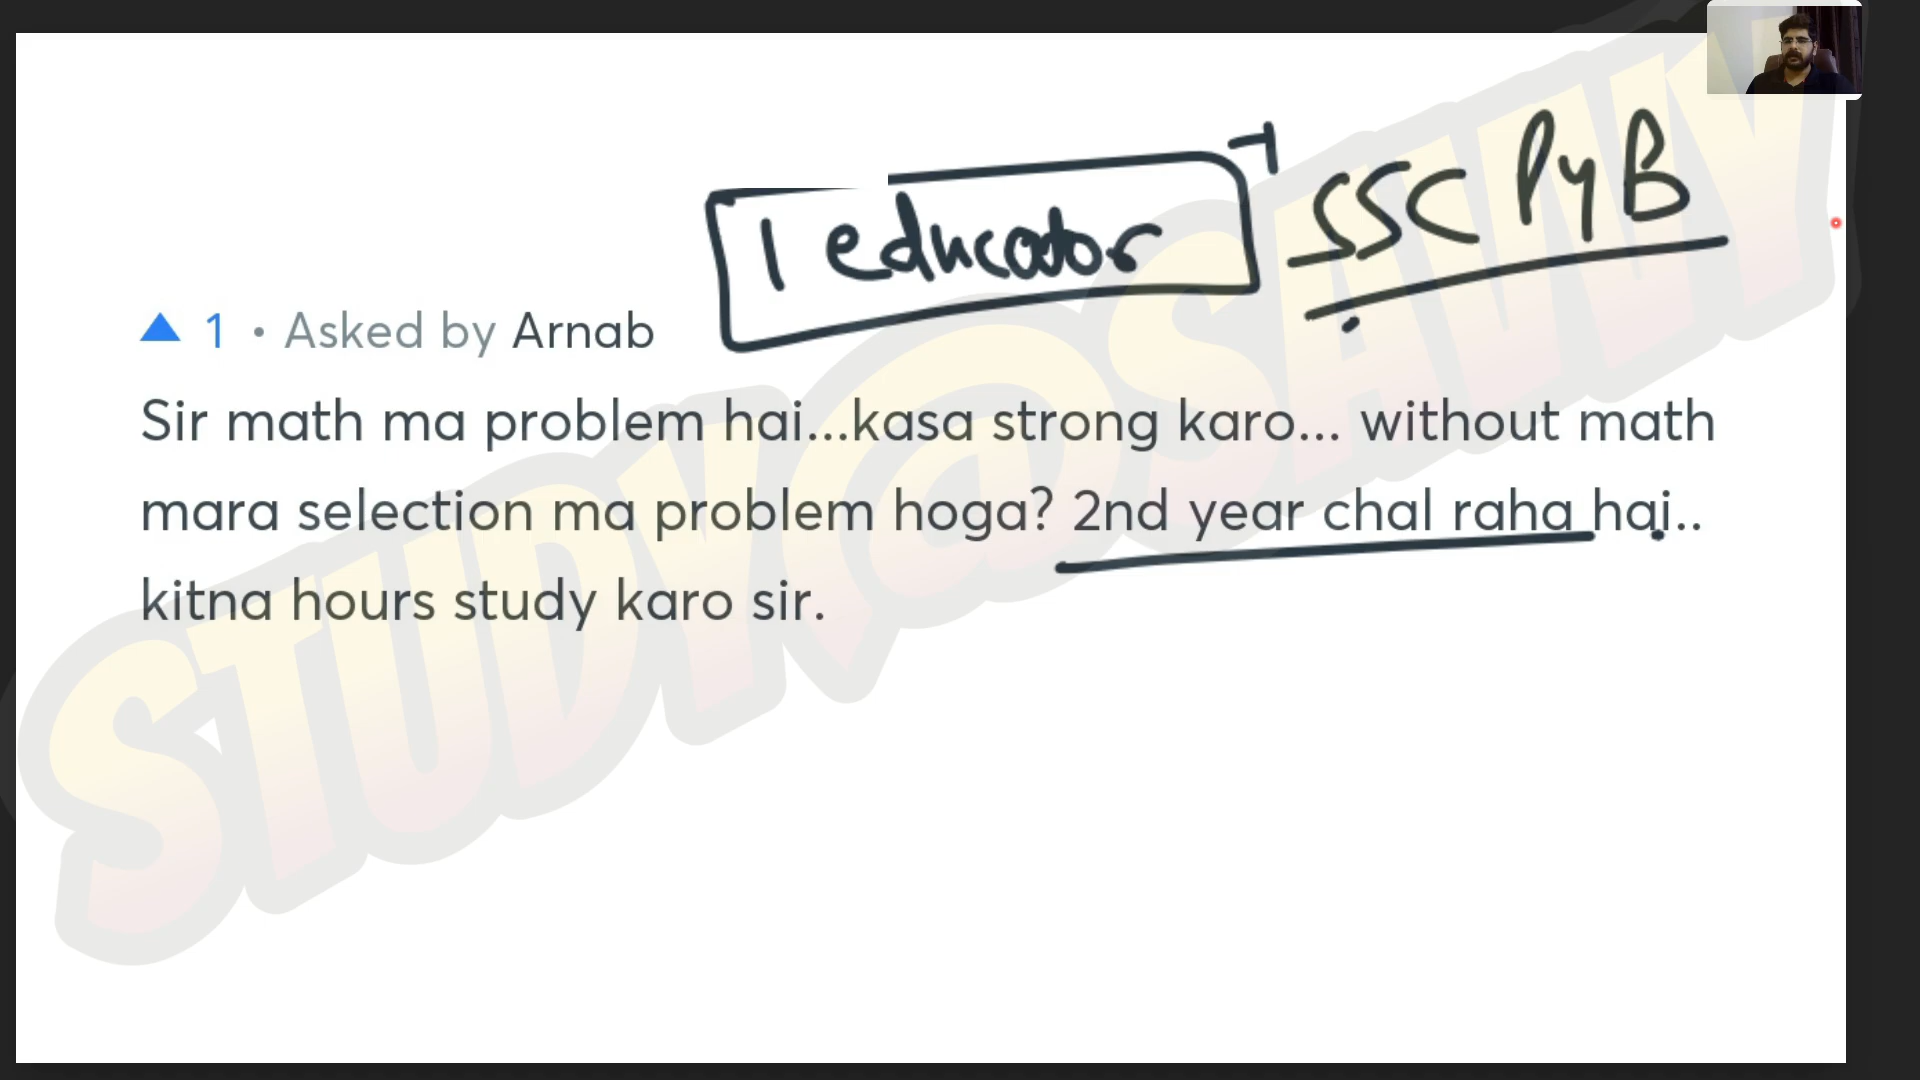 1 educator
SSC PyB
1 • Asked by Arnab
Sir math ma problem hai...kasa strong karo... without math
mara selection ma problem hoga? 2nd year chal raha hai..
kitna hours study karo sir.
STUDY@SAVVY